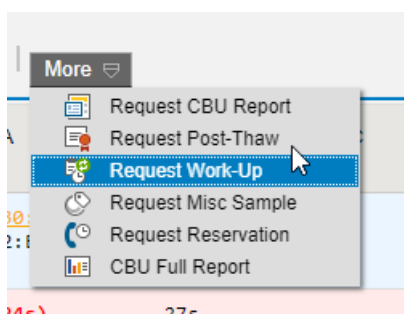 More
Request CBU Report
Request Post-Thaw
Request Work-Up
Request Misc Sample
Request Reservation
CBU Full Report